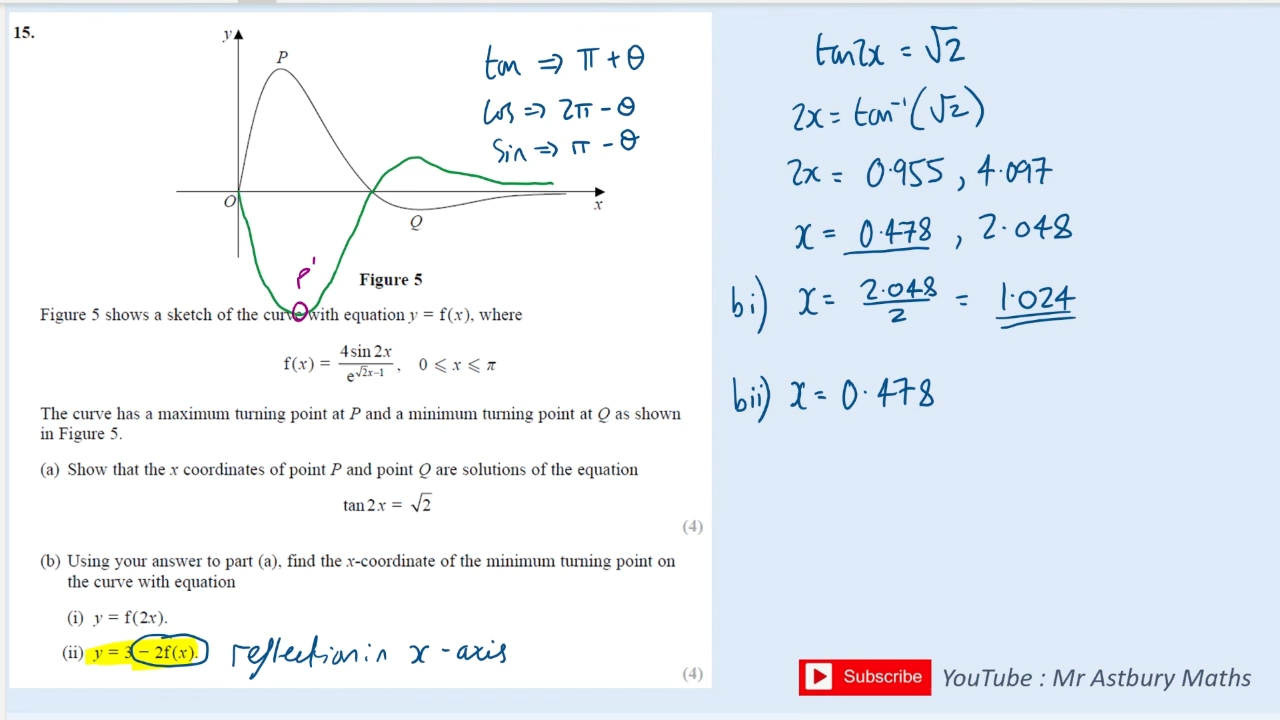 15.
y
P
O
x
Q
P'
Figure 5
tan ⇒ π + θ
cos ⇒ 2π - θ
sin ⇒ π - θ
Figure 5 shows a sketch of the curve with equation y = f(x), where
f(x) = 4 sin 2x / e^(√2x−1), 0 ⩽ x ⩽ π
The curve has a maximum turning point at P and a minimum turning point at Q as shown
in Figure 5.
(a) Show that the x coordinates of point P and point Q are solutions of the equation
tan 2x = √2
(4)
(b) Using your answer to part (a), find the x-coordinate of the minimum turning point on
the curve with equation
(i) y = f(2x).
(ii) y = 3 − 2f(x). reflection in x-axis
(4)
tan2x = √2
2x = tan⁻¹(√2)
2x = 0.955, 4.097
x = 0.478, 2.048
bi) x = 2.048/2 = 1.024
bii) x = 0.478
Subscribe YouTube : Mr Astbury Maths